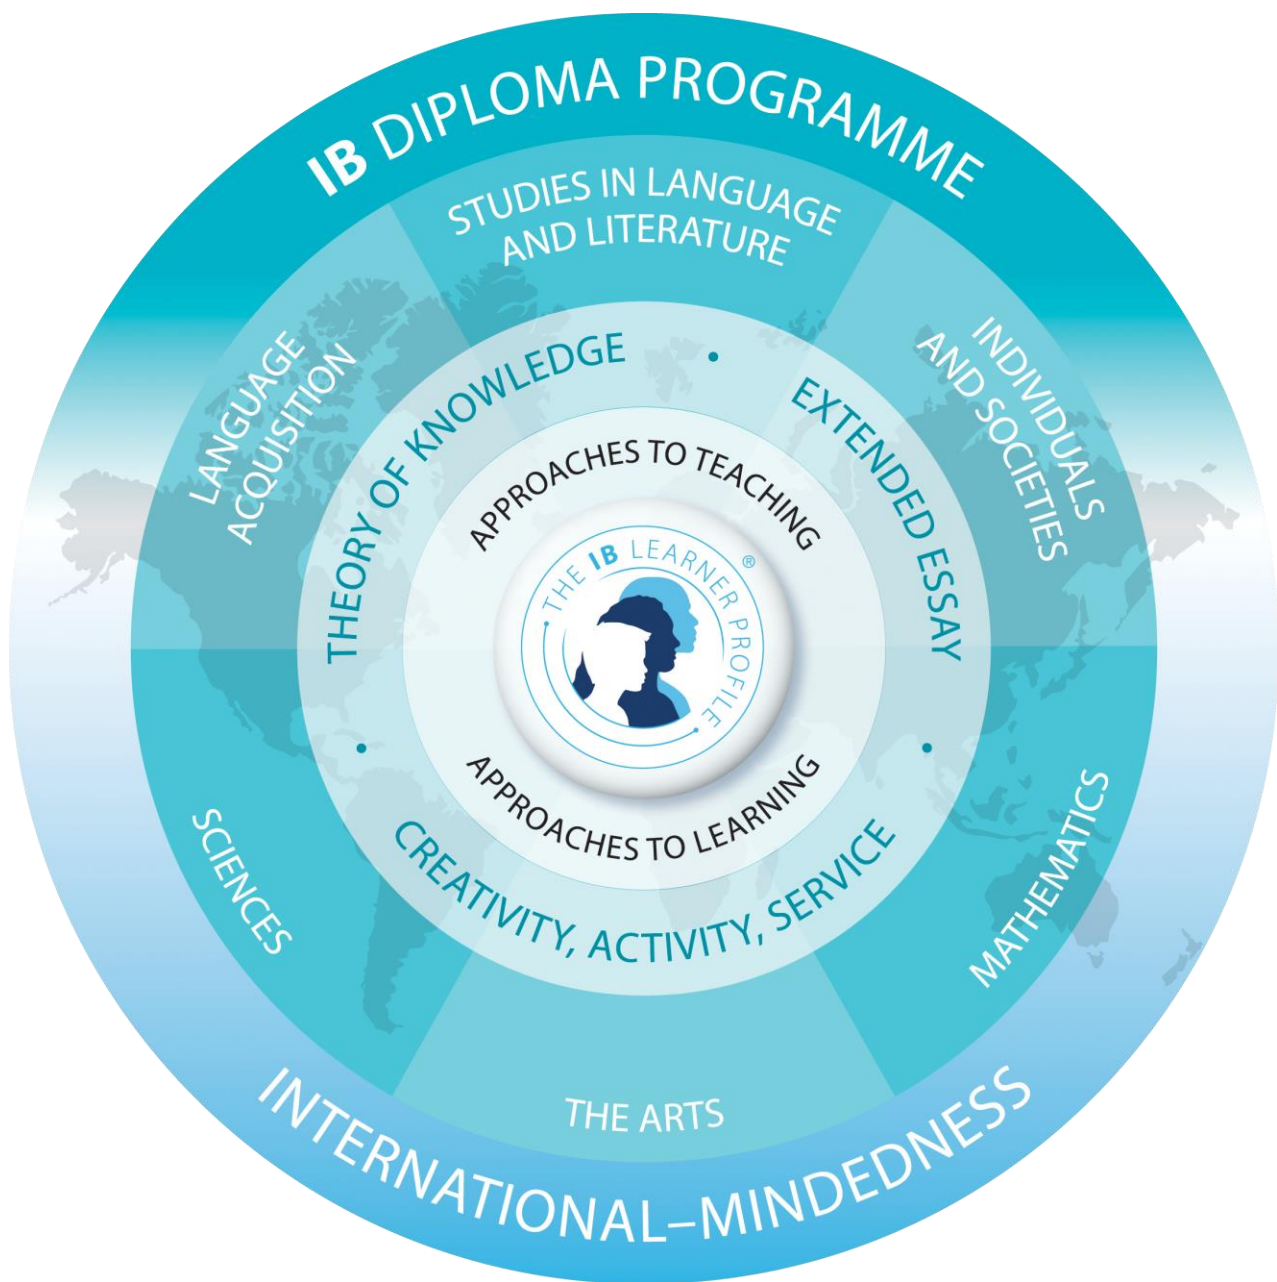 IB DIPLOMA PROGRAMME
STUDIES IN LANGUAGE
AND LITERATURE
LANGUAGE
ACQUISITION
INDIVIDUALS
AND SOCIETIES
THEORY OF KNOWLEDGE
•
EXTENDED ESSAY
•
•
APPROACHES TO TEACHING
THE IB LEARNER PROFILE ®
APPROACHES TO LEARNING
CREATIVITY, ACTIVITY, SERVICE
SCIENCES
MATHEMATICS
THE ARTS
INTERNATIONAL–MINDEDNESS